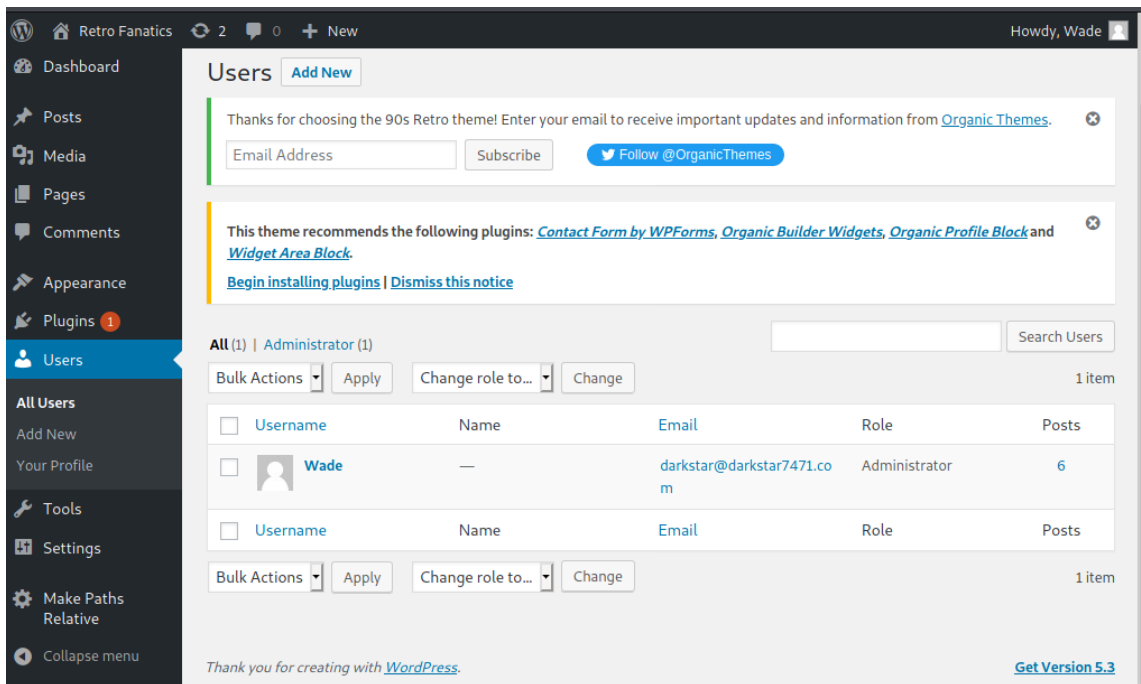 Retro Fanatics 2 0 New Howdy, Wade
Dashboard
Posts
Media
Pages
Comments
Appearance
Plugins 1
Users
All Users
Add New
Your Profile
Tools
Settings
Make Paths
Relative
Collapse menu
Users Add New
Thanks for choosing the 90s Retro theme! Enter your email to receive important updates and information from Organic Themes.
Email Address Subscribe Follow @OrganicThemes
This theme recommends the following plugins: Contact Form by WPForms, Organic Builder Widgets, Organic Profile Block and
Widget Area Block.
Begin installing plugins | Dismiss this notice
All (1) | Administrator (1) Search Users
Bulk Actions Apply Change role to... Change 1 item
Username Name Email Role Posts
Wade — darkstar@darkstar7471.co Administrator 6
m
Username Name Email Role Posts
Bulk Actions Apply Change role to... Change 1 item
Thank you for creating with WordPress. Get Version 5.3